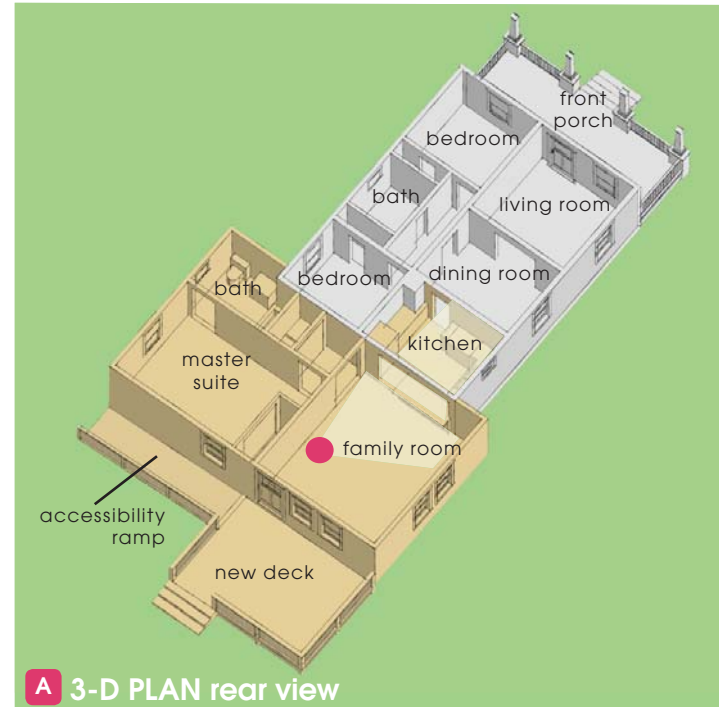 front
porch
bedroom
bath
living room
bedroom
dining room
bath
kitchen
master
suite
family room
accessibility
ramp
new deck
A 3-D PLAN rear view